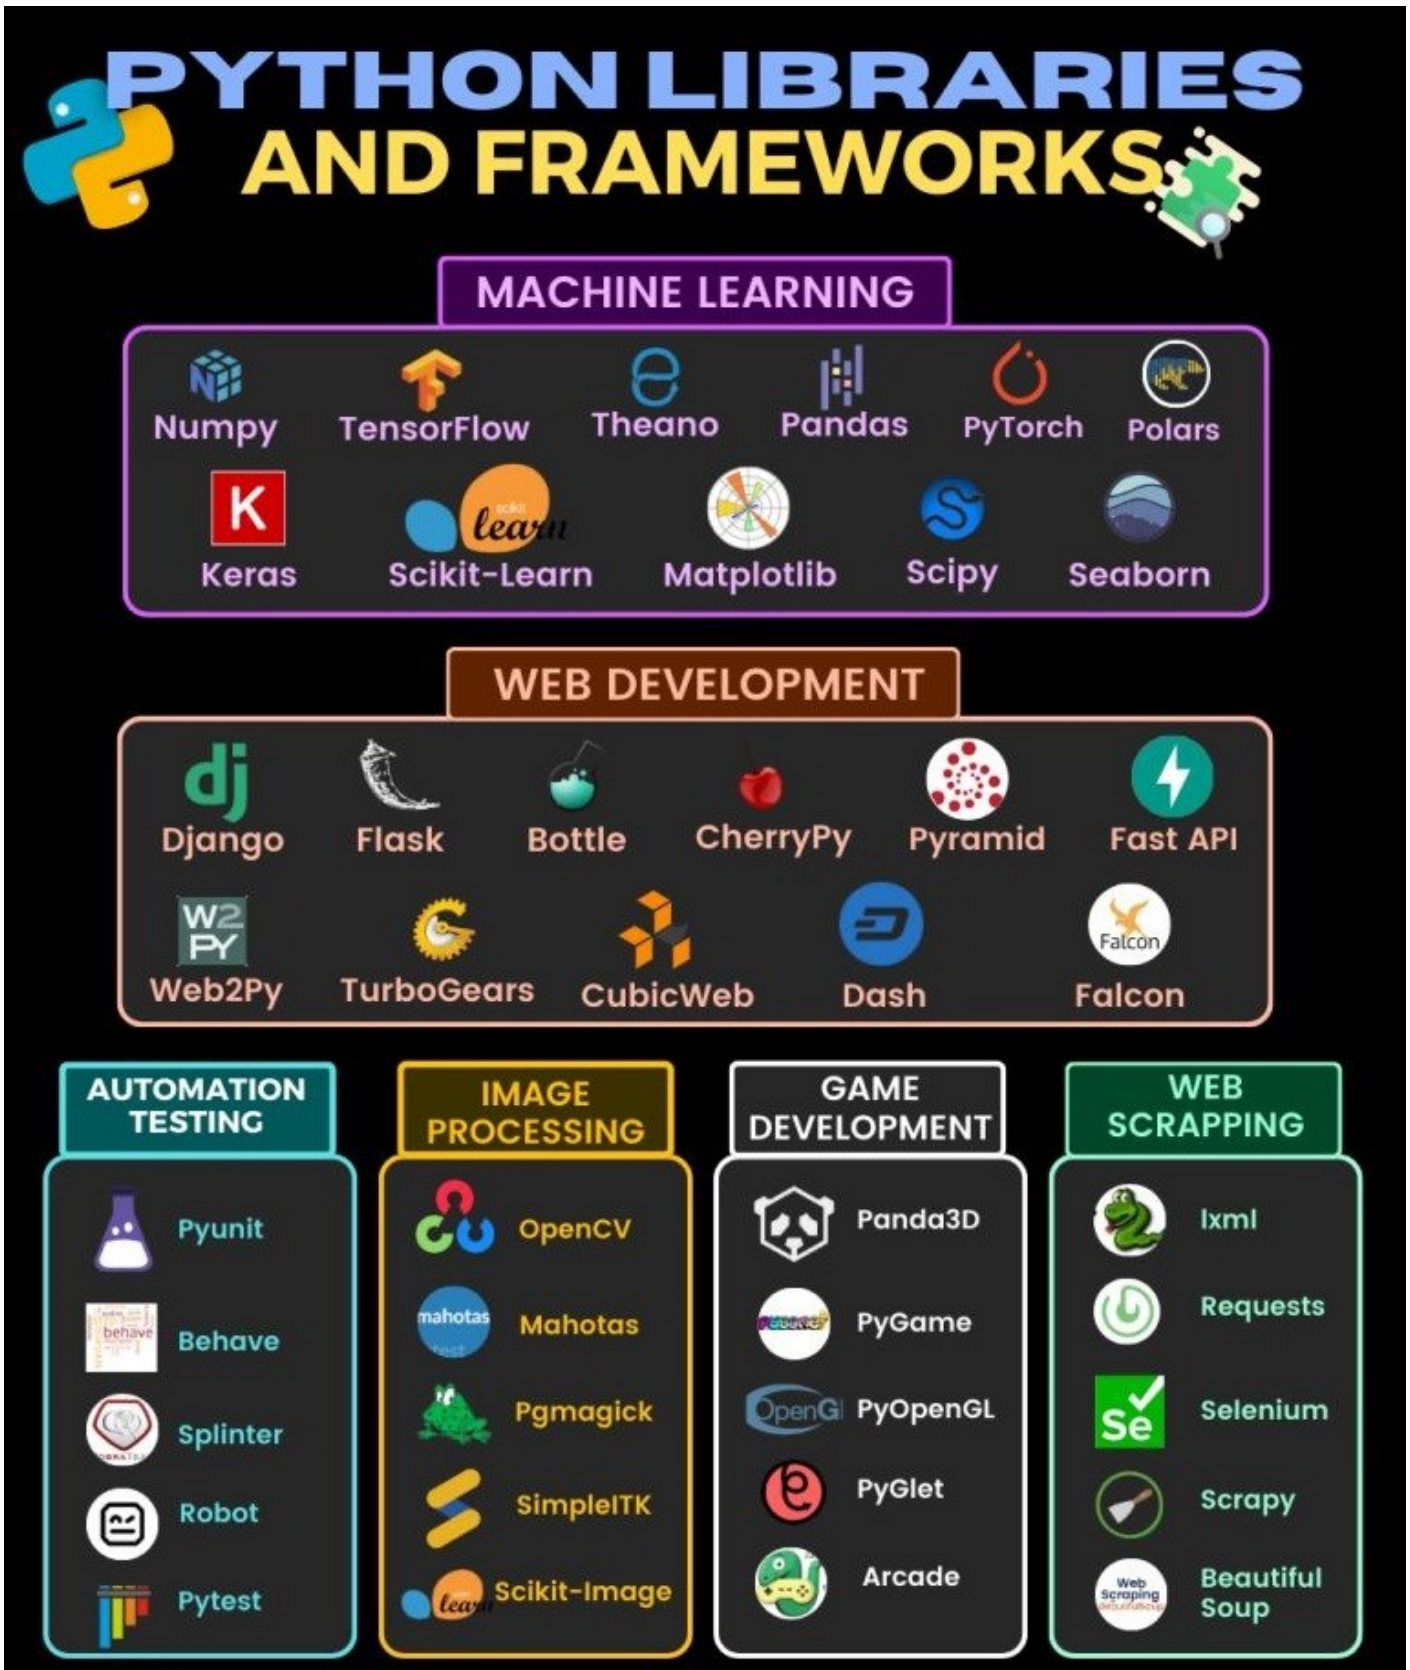 PYTHON LIBRARIES
AND FRAMEWORKS
MACHINE LEARNING
Numpy
TensorFlow
Theano
Pandas
PyTorch
Polars
K
scikit
learn
Keras
Scikit-Learn
Matplotlib
Scipy
Seaborn
WEB DEVELOPMENT
dj
Django
Flask
Bottle
CherryPy
Pyramid
Fast API
W2
PY
Falcon
Web2Py
TurboGears
CubicWeb
Dash
Falcon
AUTOMATION
TESTING
Pyunit
behave
Behave
Splinter
Robot
Pytest
IMAGE
PROCESSING
OpenCV
mahotas
Mahotas
Pgmagick
SimpleITK
learn
Scikit-Image
GAME
DEVELOPMENT
Panda3D
PyGame
OpenGL
PyOpenGL
PyGlet
Arcade
WEB
SCRAPPING
lxml
Requests
Se
Selenium
Scrapy
Web
Scraping
Beautiful
Soup